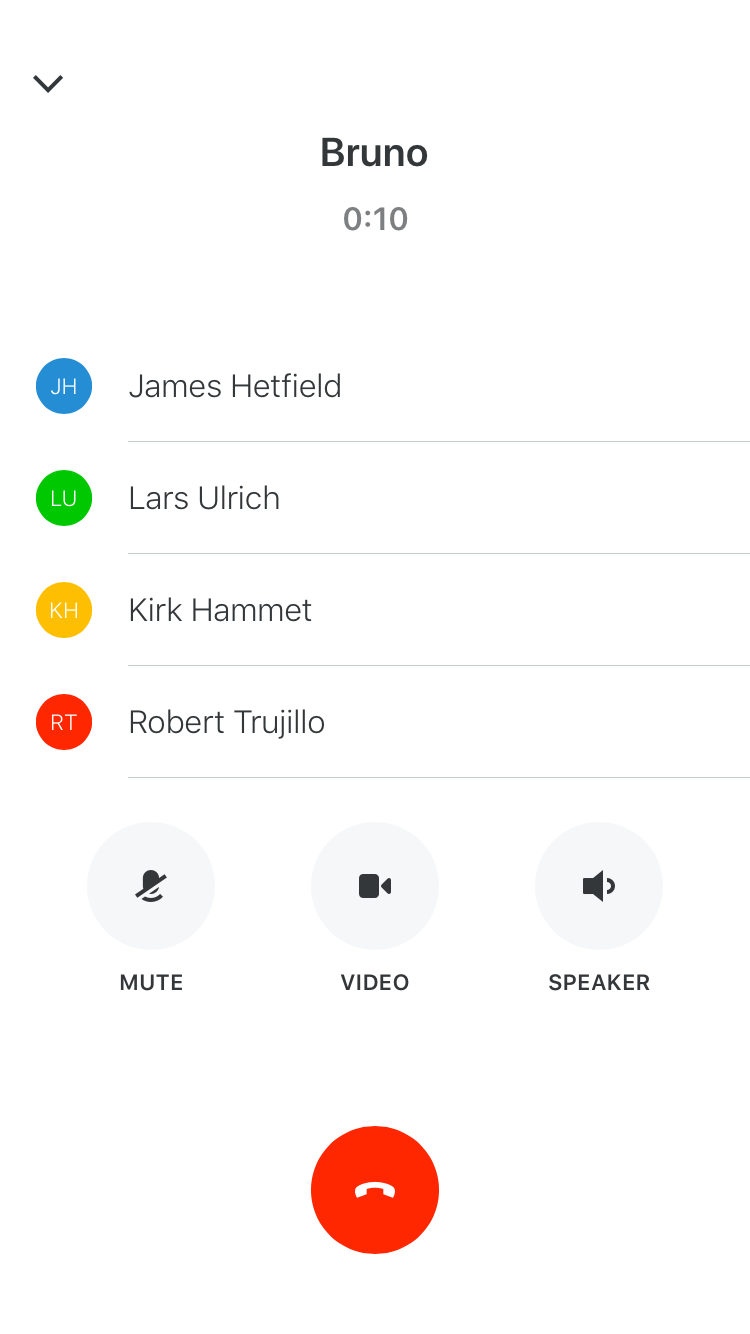 Bruno
0:10
JH James Hetfield
LU Lars Ulrich
KH Kirk Hammet
RT Robert Trujillo
MUTE VIDEO SPEAKER